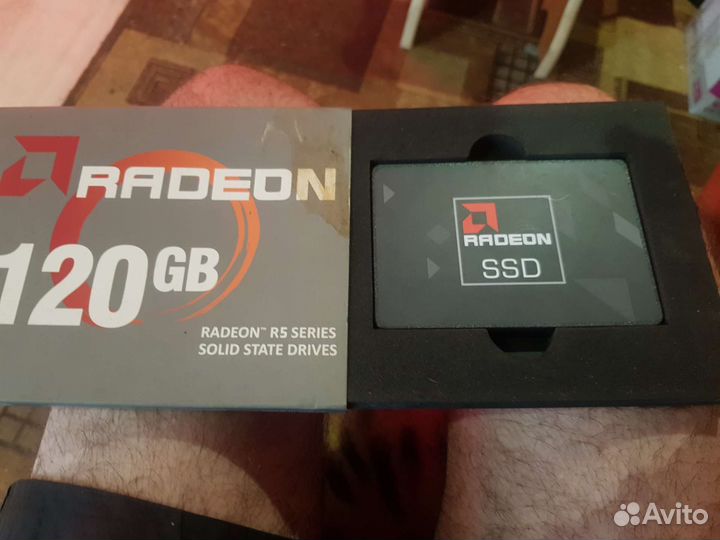 RADEON
120GB
RADEON™ R5 SERIES
SOLID STATE DRIVES
RADEON
SSD
Avito